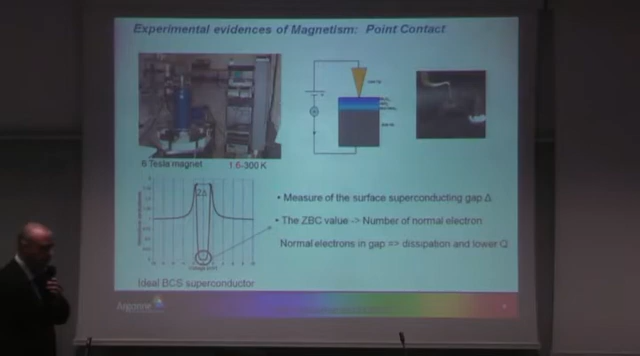 Experimental evidences of Magnetism: Point Contact
6 Tesla magnet
1.6-300 K
2Δ
• Measure of the surface superconducting gap Δ
• The ZBC value -> Number of normal electron
Normal electrons in gap => dissipation and lower Q
Ideal BCS superconductor
Argonne